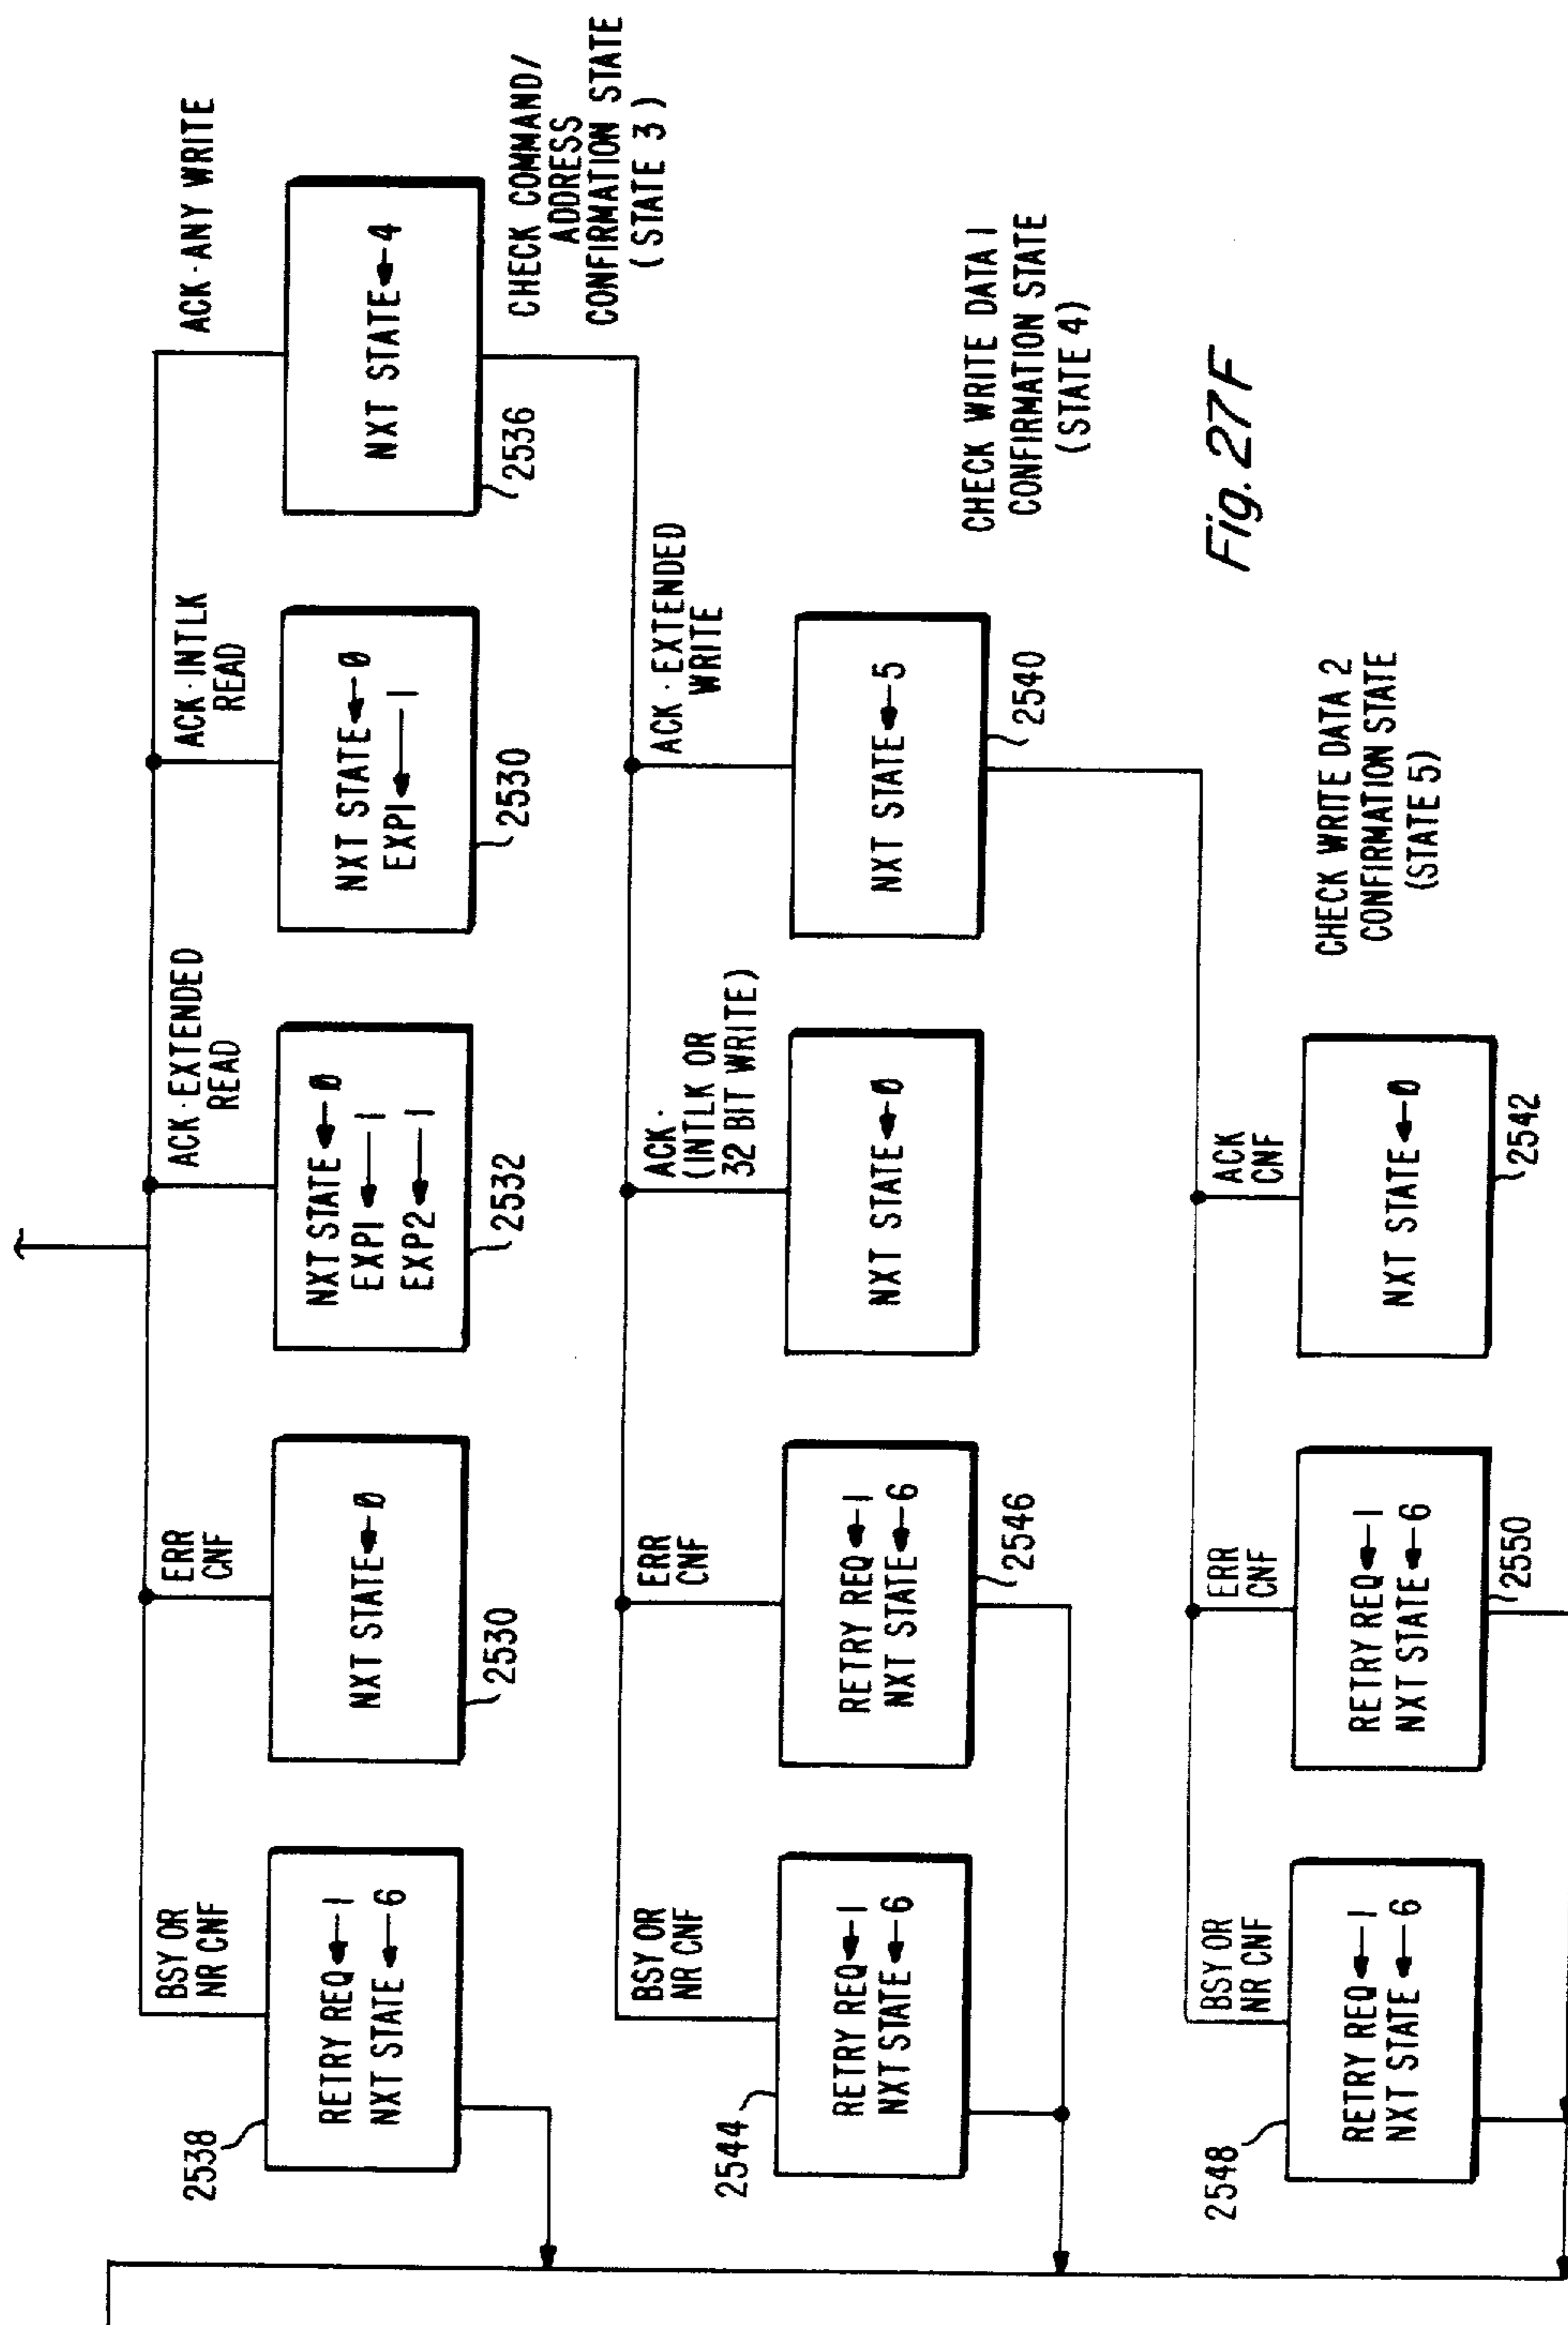 BSY OR
NR CNF
RETRY REQ←1
NXT STATE←6
2538
ERR
CNF
NXT STATE←0
2530
ACK·EXTENDED
READ
NXT STATE←0
EXP1←1
EXP2←1
2532
ACK·INTLK
READ
NXT STATE←0
EXP1←1
2530
ACK·ANY WRITE
NXT STATE←4
2536
CHECK COMMAND/
ADDRESS
CONFIRMATION STATE
(STATE 3)
BSY OR
NR CNF
RETRY REQ←1
NXT STATE←6
2544
ERR
CNF
RETRY REQ←1
NXT STATE←6
2546
ACK·
(INTLK OR
32 BIT WRITE)
NXT STATE←0
ACK·EXTENDED
WRITE
NXT STATE←5
2540
CHECK WRITE DATA 1
CONFIRMATION STATE
(STATE 4)
BSY OR
NR CNF
RETRY REQ←1
NXT STATE←6
2548
ERR
CNF
RETRY REQ←1
NXT STATE←6
2550
ACK
CNF
NXT STATE←0
2542
CHECK WRITE DATA 2
CONFIRMATION STATE
(STATE 5)
Fig. 27F